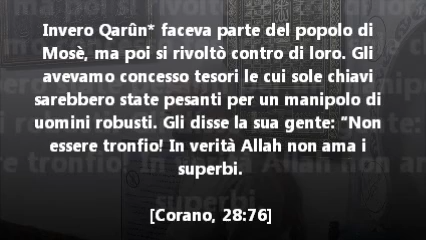 Invero Qarûn* faceva parte del popolo di
Mosè, ma poi si rivoltò contro di loro. Gli
avevamo concesso tesori le cui sole chiavi
sarebbero state pesanti per un manipolo di
uomini robusti. Gli disse la sua gente: "Non
essere tronfio! In verità Allah non ama i
superbi.
[Corano, 28:76]